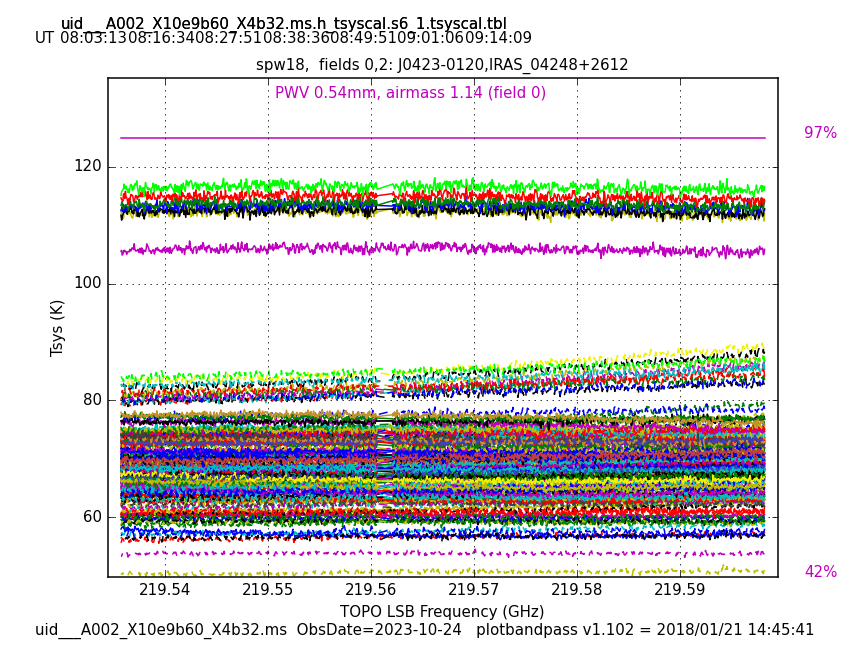 uid___A002_X10e9b60_X4b32.ms.h_tsyscal.s6_1.tsyscal.tbl
UT 08:03:13 08:16:34 08:27:51 08:38:36 08:49:51 09:01:06 09:14:09
spw18,  fields 0,2: J0423-0120,IRAS_04248+2612
PWV 0.54mm, airmass 1.14 (field 0)
97%
120
100
80
60
Tsys (K)
42%
219.54 219.55 219.56 219.57 219.58 219.59
TOPO LSB Frequency (GHz)
uid___A002_X10e9b60_X4b32.ms  ObsDate=2023-10-24   plotbandpass v1.102 = 2018/01/21 14:45:41